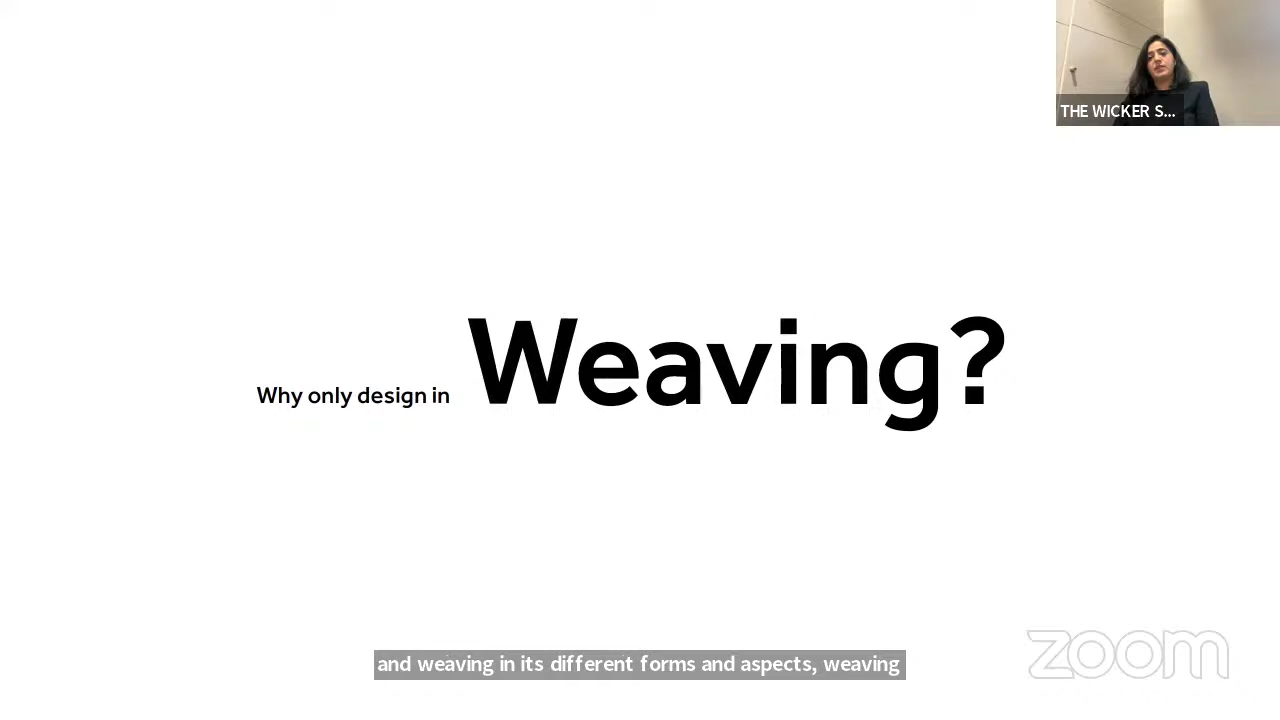 THE WICKER S...
Why only design in Weaving?
and weaving in its different forms and aspects, weaving
zoom